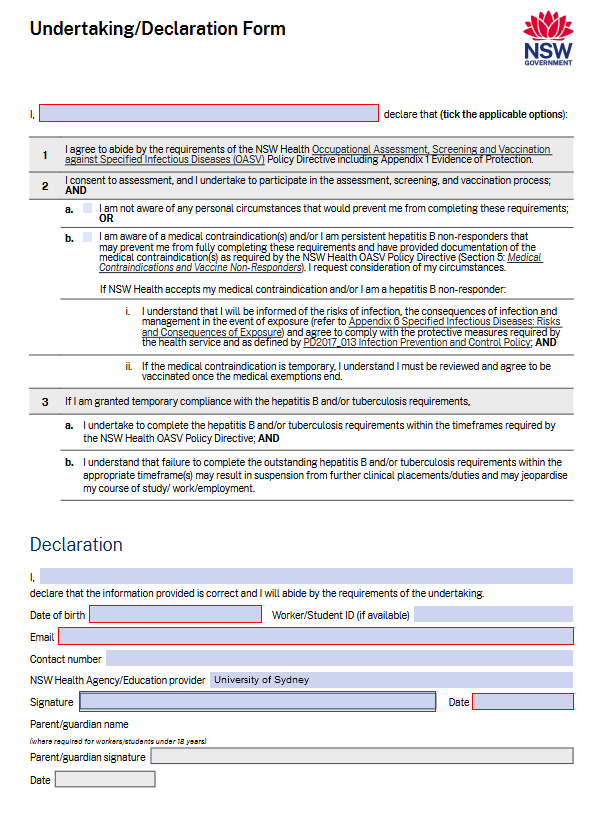 Undertaking/Declaration Form
NSW
GOVERNMENT
I, declare that (tick the applicable options):
1 I agree to abide by the requirements of the NSW Health Occupational Assessment, Screening and Vaccination
against Specified Infectious Diseases (OASV) Policy Directive including Appendix 1 Evidence of Protection.
2 I consent to assessment, and I undertake to participate in the assessment, screening, and vaccination process;
AND
a. I am not aware of any personal circumstances that would prevent me from completing these requirements;
OR
b. I am aware of a medical contraindication(s) and/or I am persistent hepatitis B non-responders that
may prevent me from fully completing these requirements and have provided documentation of the
medical contraindication(s) as required by the NSW Health OASV Policy Directive (Section 5: Medical
Contraindications and Vaccine Non-Responders). I request consideration of my circumstances.
If NSW Health accepts my medical contraindication and/or I am a hepatitis B non-responder:
i. I understand that I will be informed of the risks of infection, the consequences of infection and
management in the event of exposure (refer to Appendix 6 Specified Infectious Diseases: Risks
and Consequences of Exposure) and agree to comply with the protective measures required by
the health service and as defined by PD2017_013 Infection Prevention and Control Policy; AND
ii. If the medical contraindication is temporary, I understand I must be reviewed and agree to be
vaccinated once the medical exemptions end.
3 If I am granted temporary compliance with the hepatitis B and/or tuberculosis requirements,
a. I undertake to complete the hepatitis B and/or tuberculosis requirements within the timeframes required by
the NSW Health OASV Policy Directive; AND
b. I understand that failure to complete the outstanding hepatitis B and/or tuberculosis requirements within the
appropriate timeframe(s) may result in suspension from further clinical placements/duties and may jeopardise
my course of study/ work/employment.
Declaration
I,
declare that the information provided is correct and I will abide by the requirements of the undertaking.
Date of birth Worker/Student ID (if available)
Email
Contact number
NSW Health Agency/Education provider University of Sydney
Signature Date
Parent/guardian name
(where required for workers/students under 18 years)
Parent/guardian signature
Date